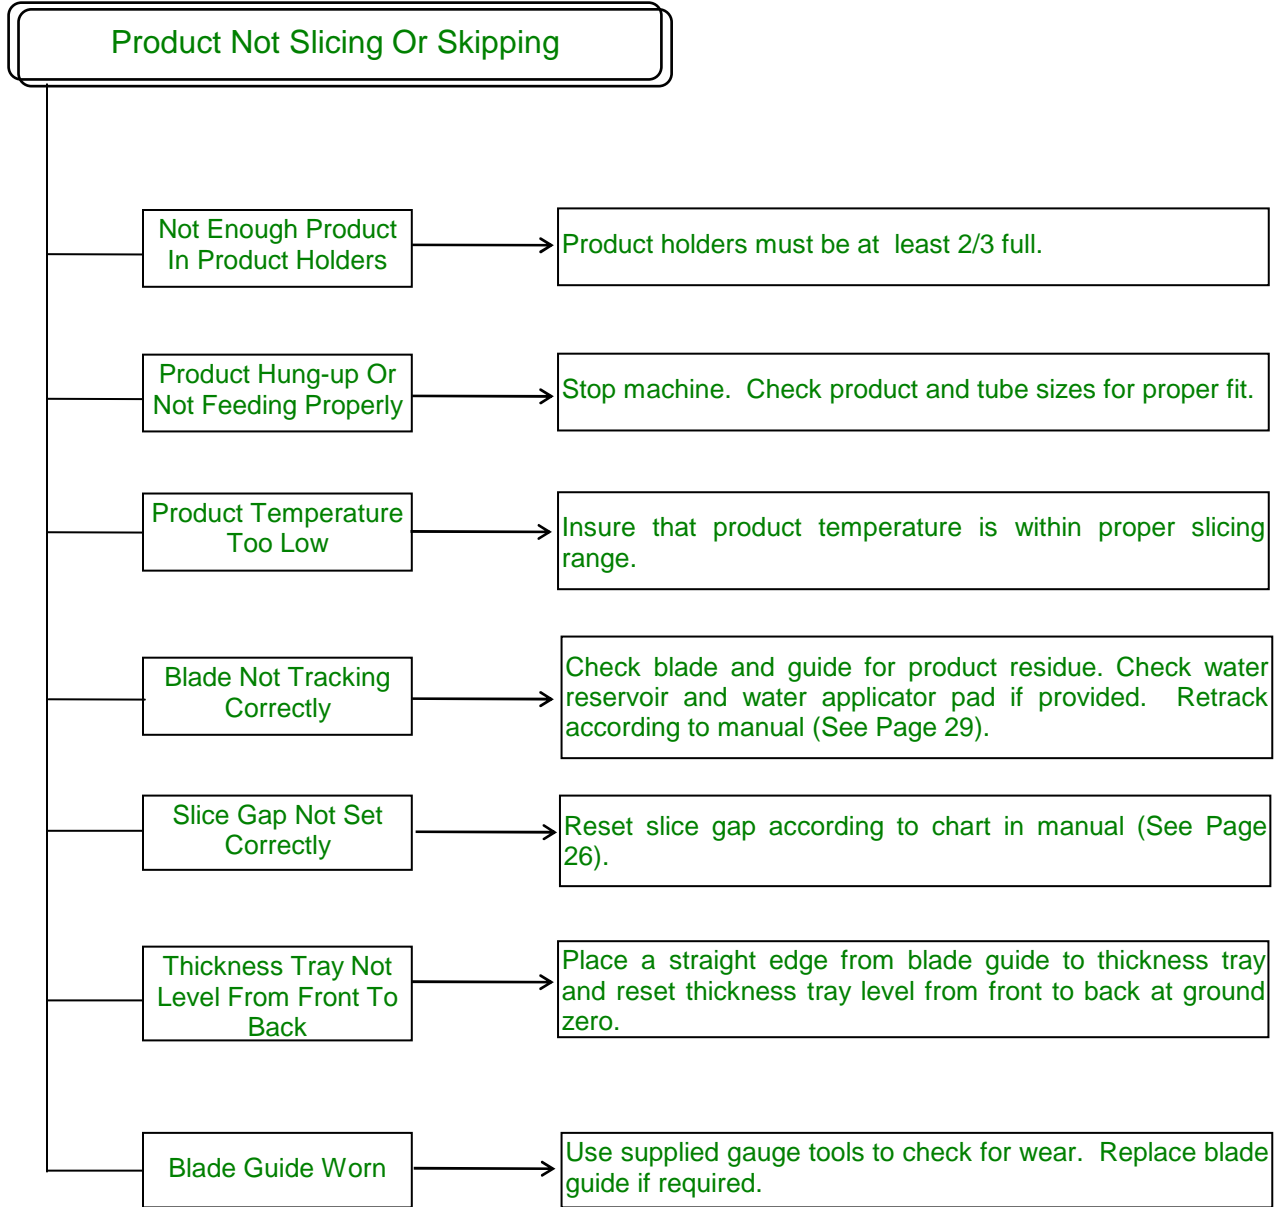 Product Not Slicing Or Skipping
Not Enough Product
In Product Holders
Product holders must be at  least 2/3 full.
Product Hung-up Or
Not Feeding Properly
Stop machine.  Check product and tube sizes for proper fit.
Product Temperature
Too Low
Insure that product temperature is within proper slicing
range.
Blade Not Tracking
Correctly
Check blade and guide for product residue. Check water
reservoir and water applicator pad if provided.  Retrack
according to manual (See Page 29).
Slice Gap Not Set
Correctly
Reset slice gap according to chart in manual (See Page
26).
Thickness Tray Not
Level From Front To
Back
Place a straight edge from blade guide to thickness tray
and reset thickness tray level from front to back at ground
zero.
Blade Guide Worn
Use supplied gauge tools to check for wear.  Replace blade
guide if required.